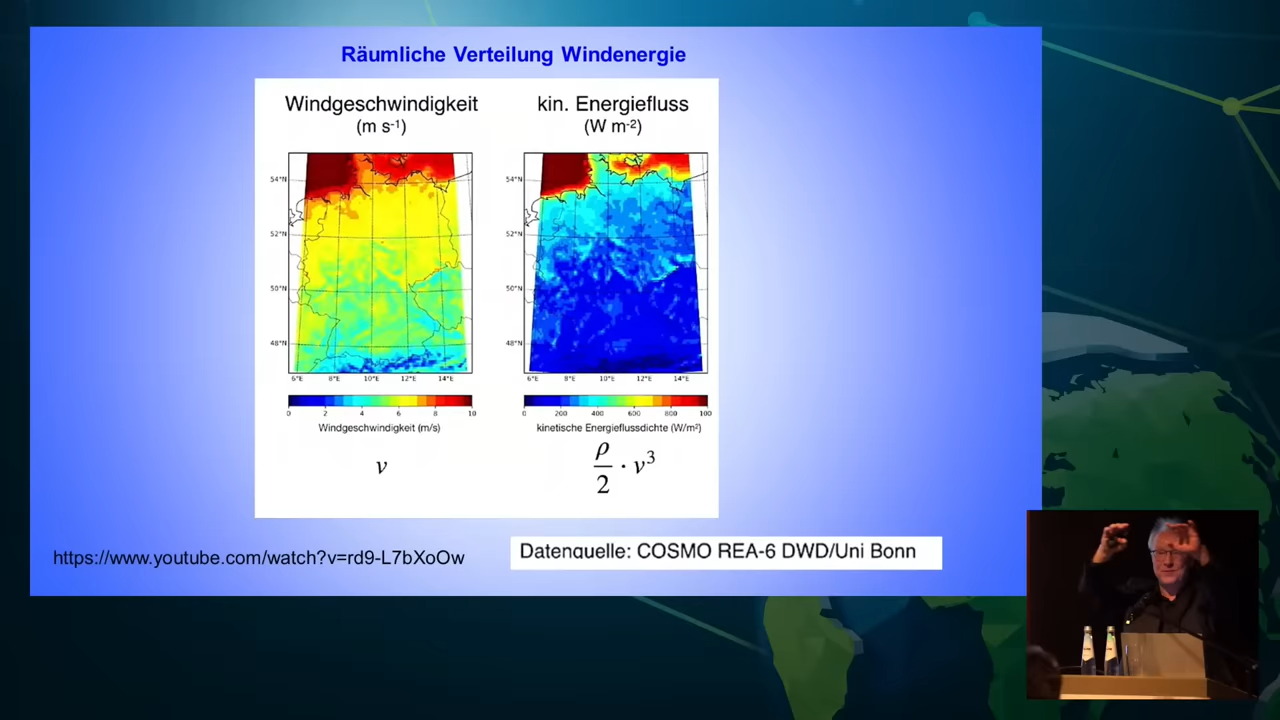 Räumliche Verteilung Windenergie
Windgeschwindigkeit
(m s-1)
54°N
52°N
50°N
48°N
6°E 8°E 10°E 12°E 14°E
0 2 4 6 8 10
Windgeschwindigkeit (m/s)
v
kin. Energiefluss
(W m-2)
54°N
52°N
50°N
48°N
6°E 8°E 10°E 12°E 14°E
0 200 400 600 800 100
kinetische Energieflussdichte (W/m²)
ρ/2 · v³
https://www.youtube.com/watch?v=rd9-L7bXoOw
Datenquelle: COSMO REA-6 DWD/Uni Bonn